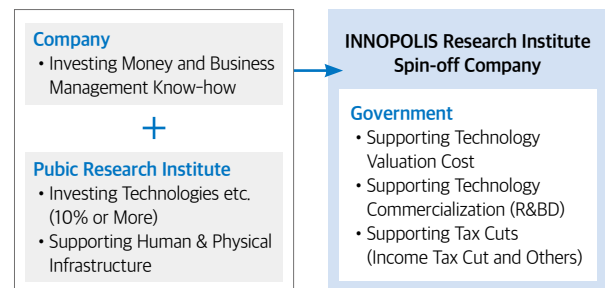 Company
• Investing Money and Business
Management Know-how
+
Pubic Research Institute
• Investing Technologies etc.
(10% or More)
• Supporting Human & Physical
Infrastructure
INNOPOLIS Research Institute
Spin-off Company
Government
• Supporting Technology
Valuation Cost
• Supporting Technology
Commercialization (R&BD)
• Supporting Tax Cuts
(Income Tax Cut and Others)